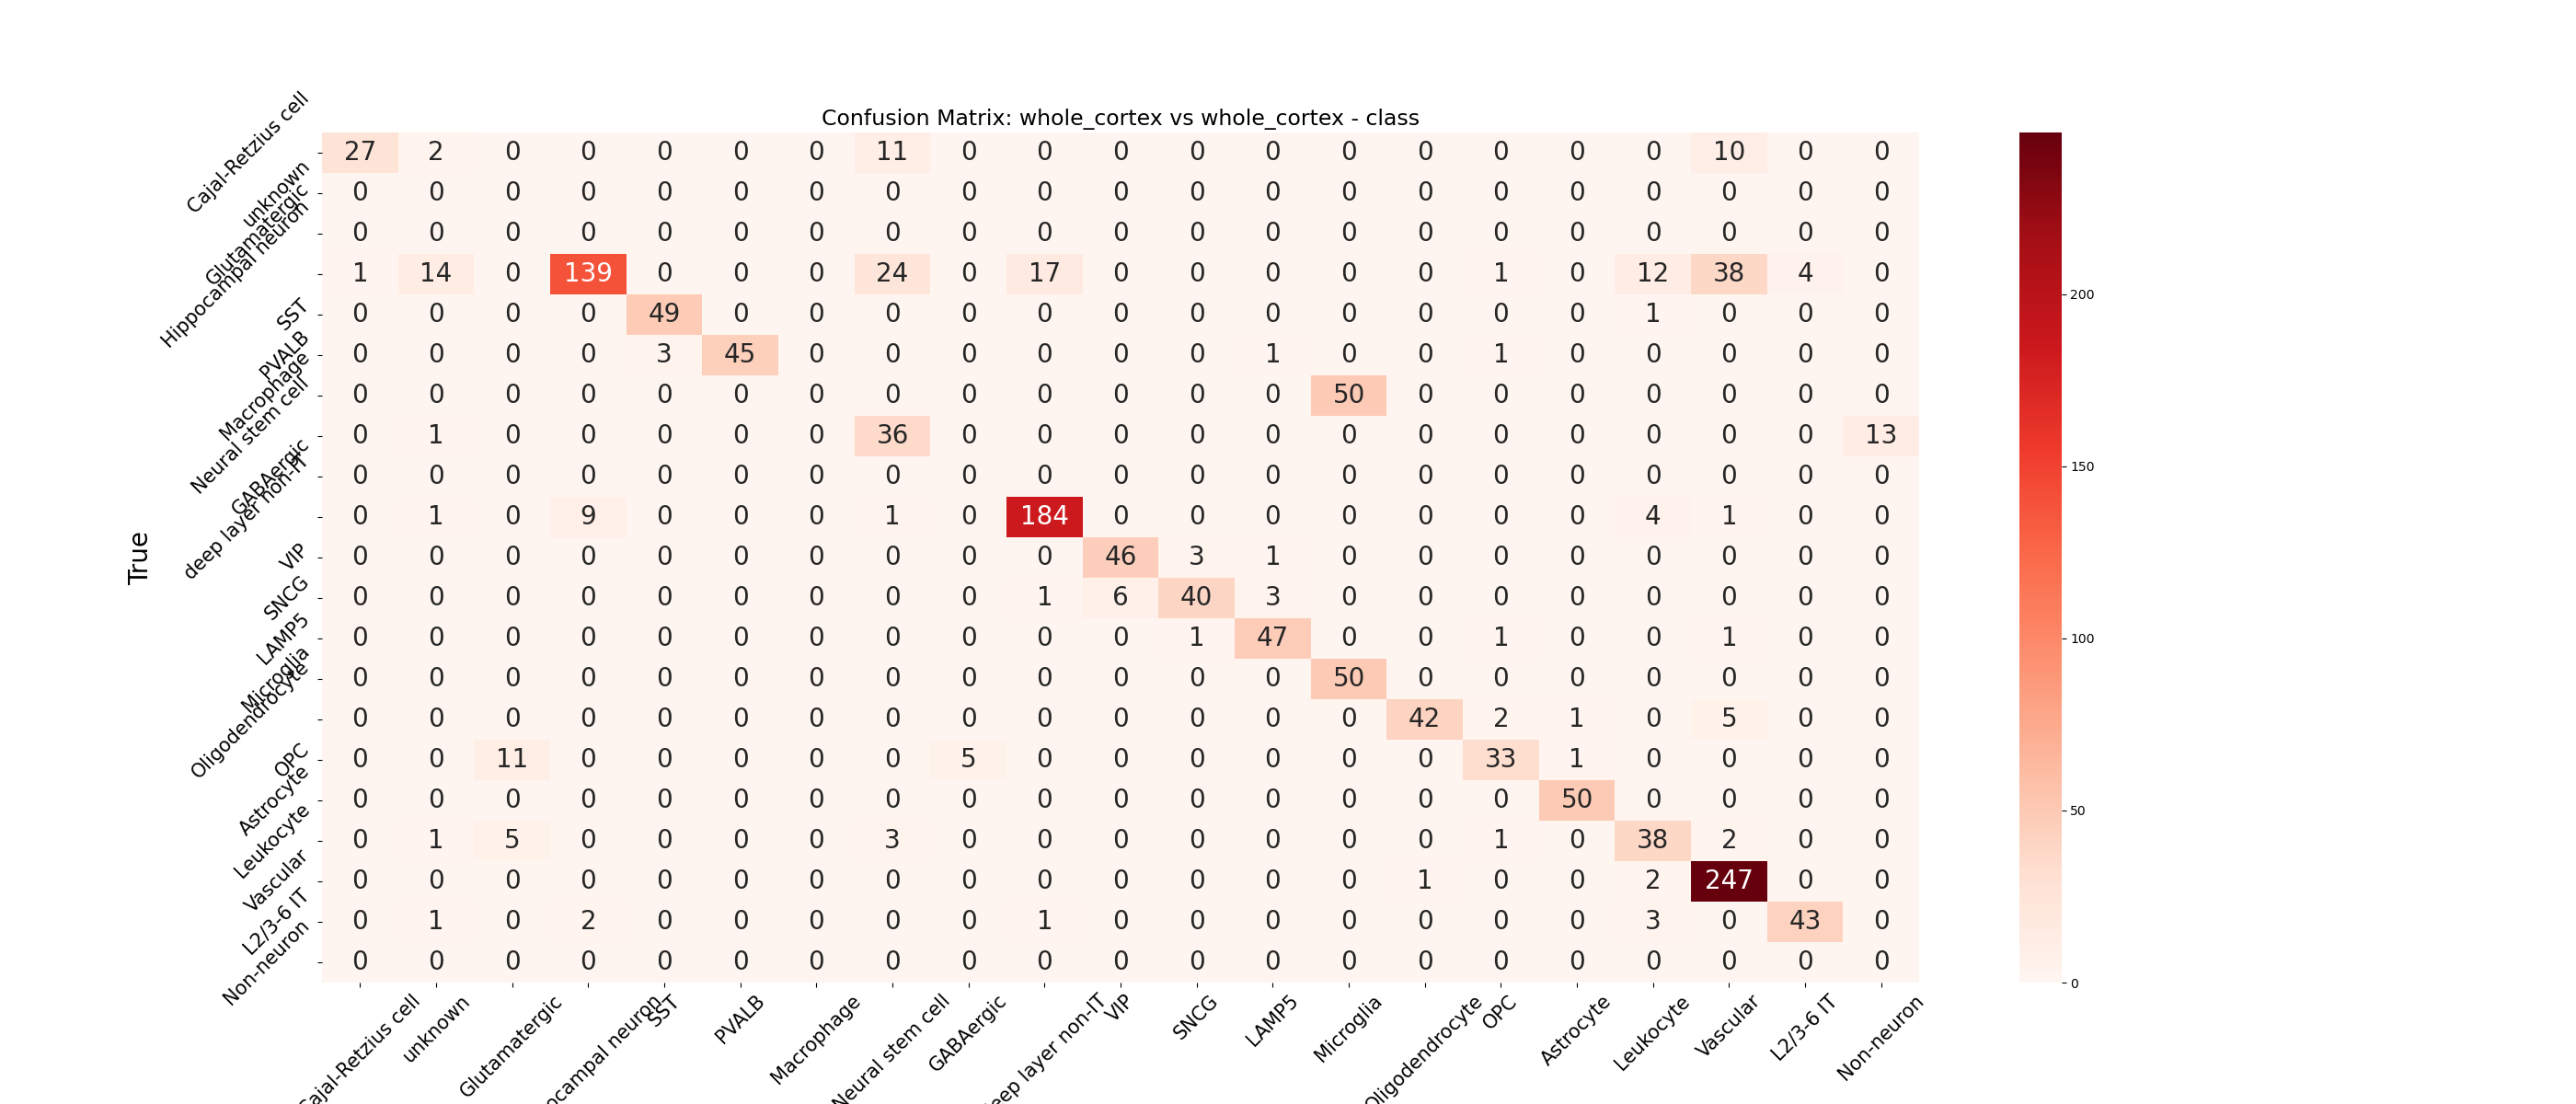 Confusion Matrix: whole_cortex vs whole_cortex - class
True
Cajal-Retzius cell 27 2 0 0 0 0 0 11 0 0 0 0 0 0 0 0 0 0 10 0 0
unknown 0 0 0 0 0 0 0 0 0 0 0 0 0 0 0 0 0 0 0 0 0
Glutamatergic 0 0 0 0 0 0 0 0 0 0 0 0 0 0 0 0 0 0 0 0 0
Hippocampal neuron 1 14 0 139 0 0 0 24 0 17 0 0 0 0 0 1 0 12 38 4 0
SST 0 0 0 0 49 0 0 0 0 0 0 0 0 0 0 0 0 1 0 0 0
PVALB 0 0 0 0 3 45 0 0 0 0 0 0 1 0 0 1 0 0 0 0 0
Macrophage 0 0 0 0 0 0 0 0 0 0 0 0 0 50 0 0 0 0 0 0 0
Neural stem cell 0 1 0 0 0 0 0 36 0 0 0 0 0 0 0 0 0 0 0 0 13
GABAergic 0 0 0 0 0 0 0 0 0 0 0 0 0 0 0 0 0 0 0 0 0
deep layer non-IT 0 1 0 9 0 0 0 1 0 184 0 0 0 0 0 0 0 4 1 0 0
VIP 0 0 0 0 0 0 0 0 0 0 46 3 1 0 0 0 0 0 0 0 0
SNCG 0 0 0 0 0 0 0 0 0 1 6 40 3 0 0 0 0 0 0 0 0
LAMP5 0 0 0 0 0 0 0 0 0 0 0 1 47 0 0 1 0 0 1 0 0
Microglia 0 0 0 0 0 0 0 0 0 0 0 0 0 50 0 0 0 0 0 0 0
Oligodendrocyte 0 0 0 0 0 0 0 0 0 0 0 0 0 0 42 2 1 0 5 0 0
OPC 0 0 11 0 0 0 0 0 5 0 0 0 0 0 0 33 1 0 0 0 0
Astrocyte 0 0 0 0 0 0 0 0 0 0 0 0 0 0 0 0 50 0 0 0 0
Leukocyte 0 1 5 0 0 0 0 3 0 0 0 0 0 0 0 1 0 38 2 0 0
Vascular 0 0 0 0 0 0 0 0 0 0 0 0 0 0 1 0 0 2 247 0 0
L2/3-6 IT 0 1 0 2 0 0 0 0 0 1 0 0 0 0 0 0 0 3 0 43 0
Non-neuron 0 0 0 0 0 0 0 0 0 0 0 0 0 0 0 0 0 0 0 0 0
Cajal-Retzius cell unknown Glutamatergic ocampal neuron SST PVALB Macrophage Neural stem cell GABAergic eep layer non-IT VIP SNCG LAMP5 Microglia Oligodendrocyte OPC Astrocyte Leukocyte Vascular L2/3-6 IT Non-neuron
200
150
100
50
0